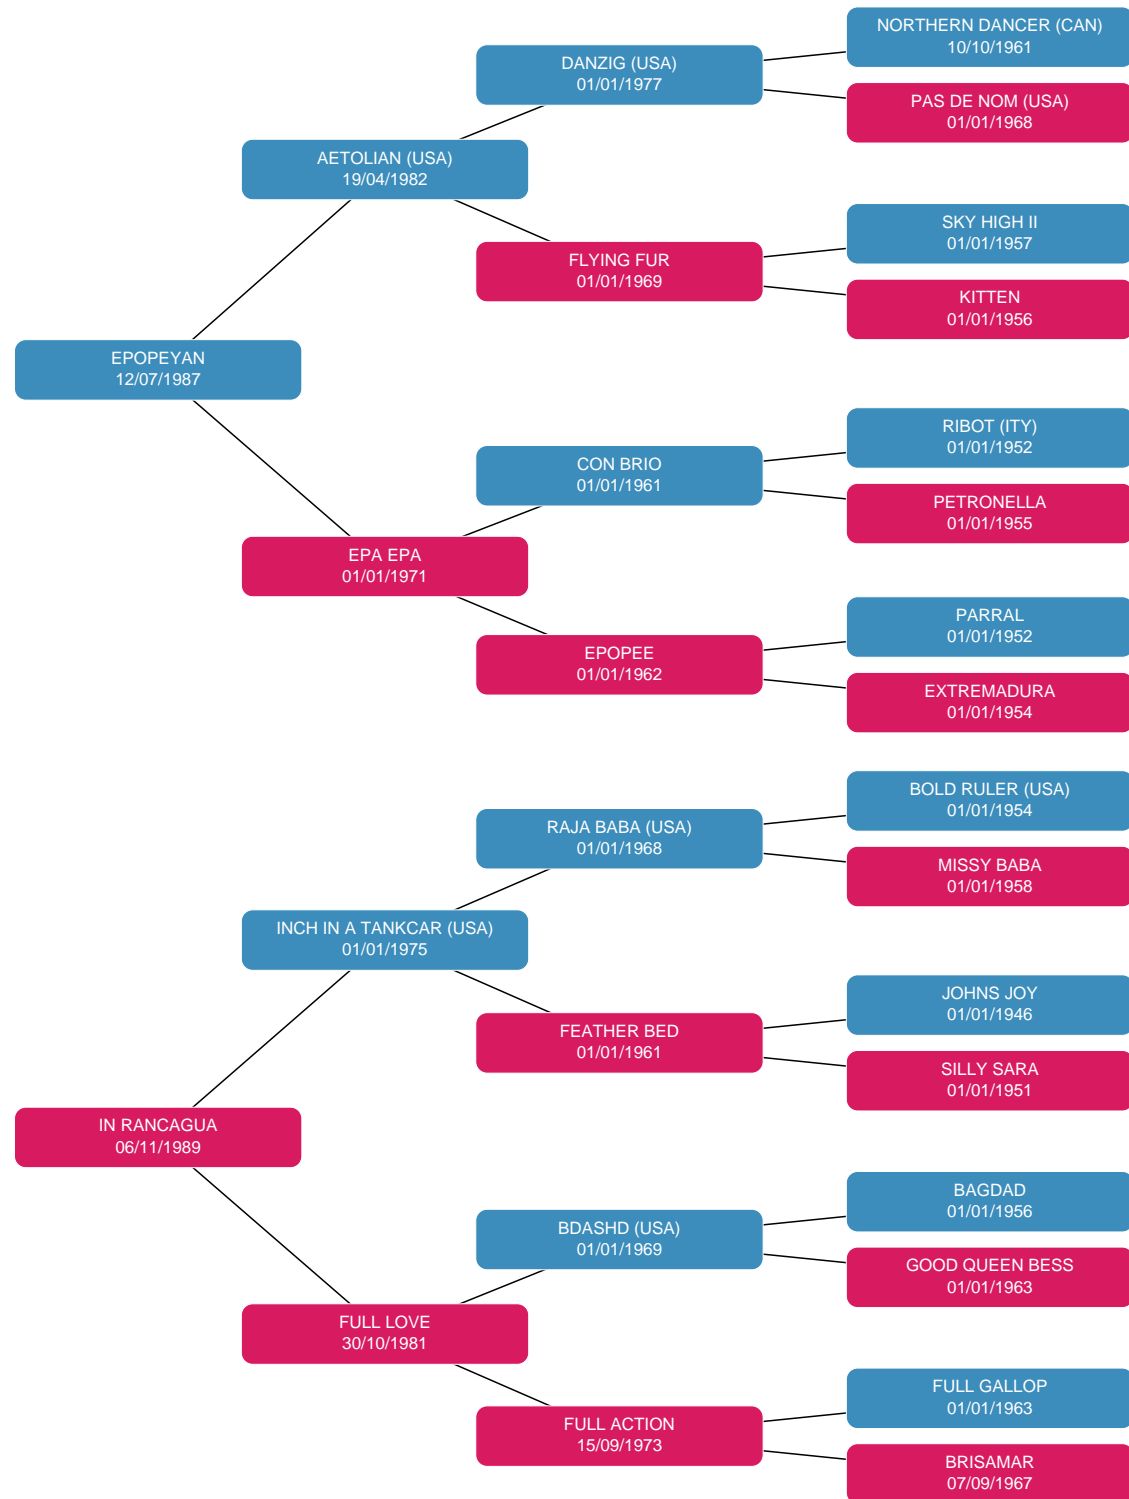 NORTHERN DANCER (CAN)
10/10/1961
DANZIG (USA)
01/01/1977
PAS DE NOM (USA)
01/01/1968
AETOLIAN (USA)
19/04/1982
SKY HIGH II
01/01/1957
FLYING FUR
01/01/1969
KITTEN
01/01/1956
EPOPEYAN
12/07/1987
RIBOT (ITY)
01/01/1952
CON BRIO
01/01/1961
PETRONELLA
01/01/1955
EPA EPA
01/01/1971
PARRAL
01/01/1952
EPOPEE
01/01/1962
EXTREMADURA
01/01/1954
BOLD RULER (USA)
01/01/1954
RAJA BABA (USA)
01/01/1968
MISSY BABA
01/01/1958
INCH IN A TANKCAR (USA)
01/01/1975
JOHNS JOY
01/01/1946
FEATHER BED
01/01/1961
SILLY SARA
01/01/1951
IN RANCAGUA
06/11/1989
BAGDAD
01/01/1956
BDASHD (USA)
01/01/1969
GOOD QUEEN BESS
01/01/1963
FULL LOVE
30/10/1981
FULL GALLOP
01/01/1963
FULL ACTION
15/09/1973
BRISAMAR
07/09/1967